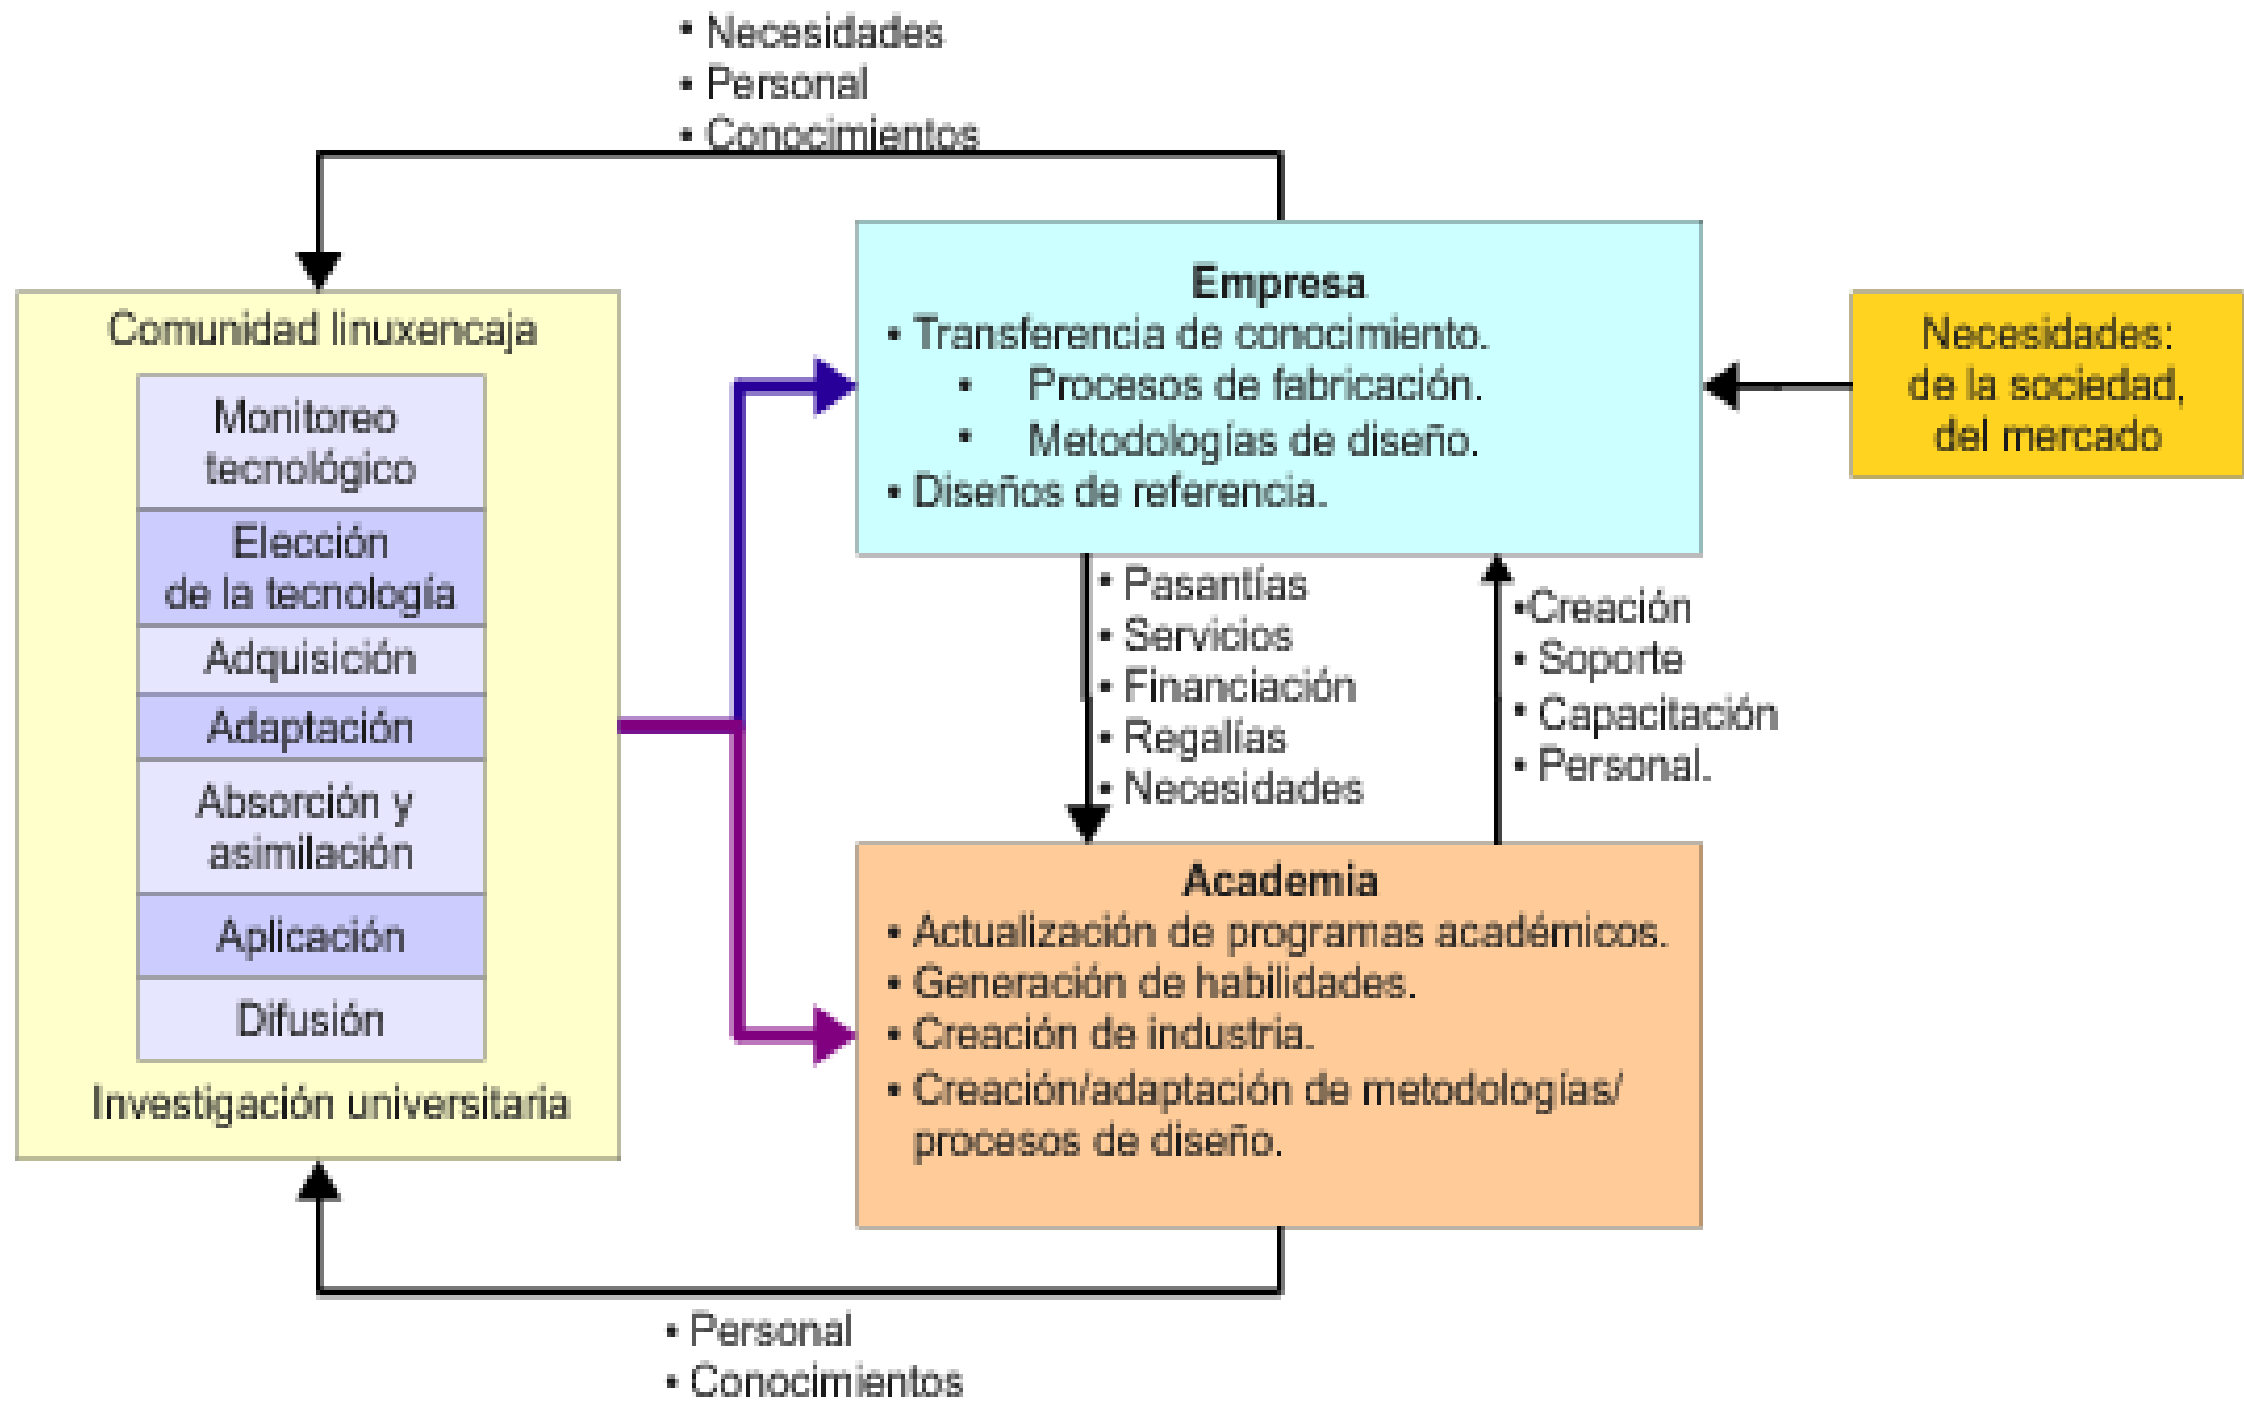 • Necesidades
• Personal
• Conocimientos
Comunidad linuxencaja
Monitoreo
tecnológico
Elección
de la tecnología
Adquisición
Adaptación
Absorción y
asimilación
Aplicación
Difusión
Investigación universitaria
Empresa
• Transferencia de conocimiento.
• Procesos de fabricación.
• Metodologías de diseño.
• Diseños de referencia.
Necesidades:
de la sociedad,
del mercado
• Pasantías
• Servicios
• Financiación
• Regalías
• Necesidades
•Creación
• Soporte
• Capacitación
• Personal.
Academia
• Actualización de programas académicos.
• Generación de habilidades.
• Creación de industria.
• Creación/adaptación de metodologías/
procesos de diseño.
• Personal
• Conocimientos